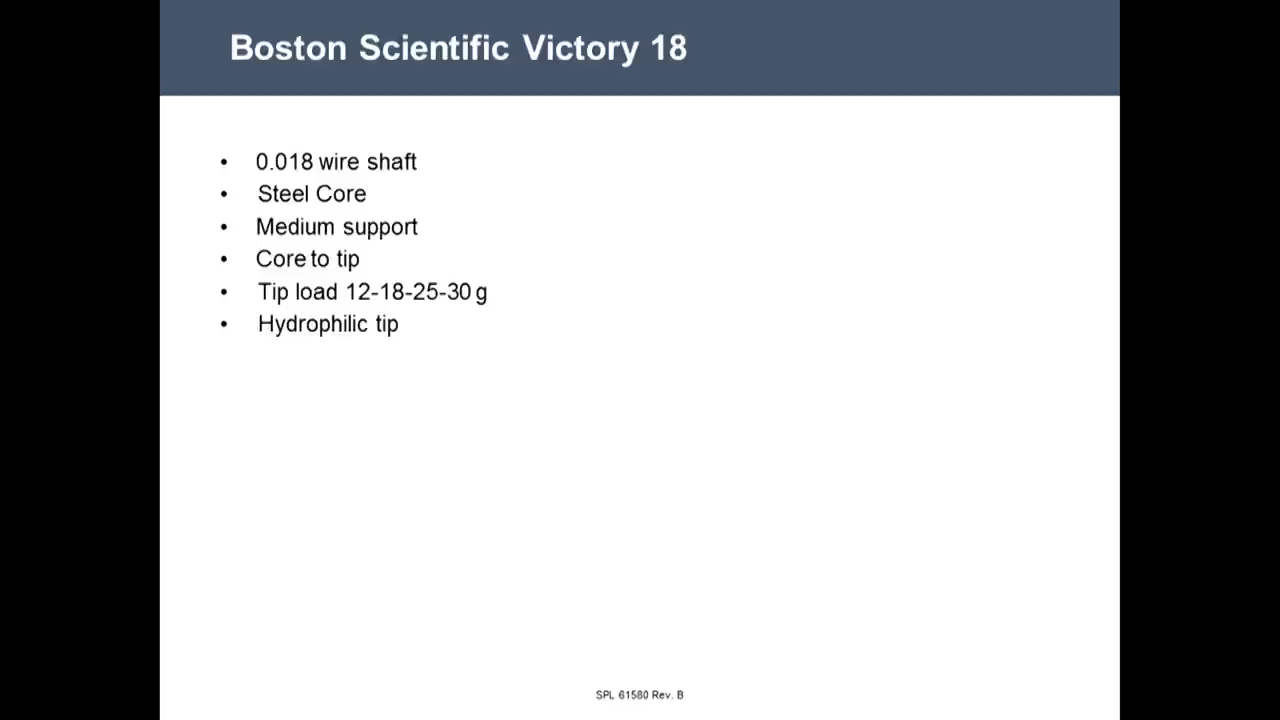 Boston Scientific Victory 18
• 0.018 wire shaft
• Steel Core
• Medium support
• Core to tip
• Tip load 12-18-25-30 g
• Hydrophilic tip
SPL 61580 Rev. B